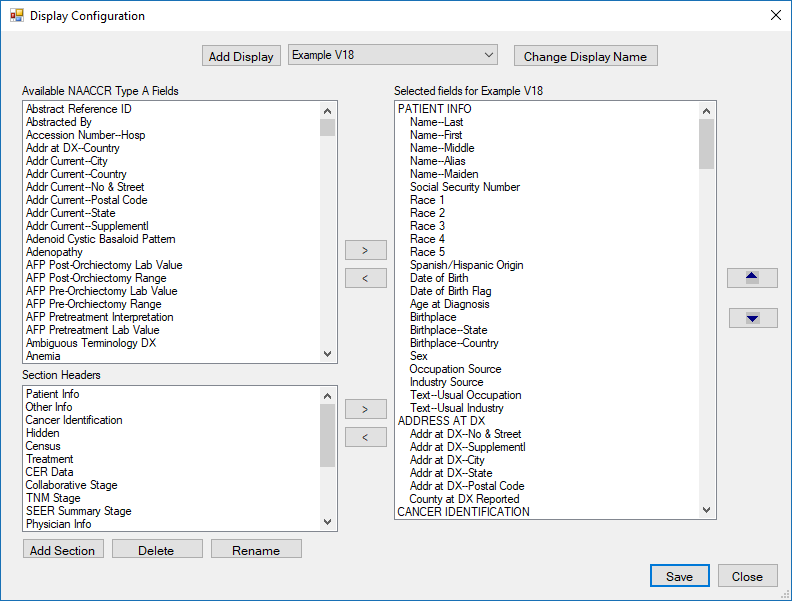 Display Configuration
Add Display
Example V18
Change Display Name
Available NAACCR Type A Fields
Abstract Reference ID
Abstracted By
Accession Number--Hosp
Addr at DX--Country
Addr Current--City
Addr Current--Country
Addr Current--No & Street
Addr Current--Postal Code
Addr Current--State
Addr Current--Supplementl
Adenoid Cystic Basaloid Pattern
Adenopathy
AFP Post-Orchiectomy Lab Value
AFP Post-Orchiectomy Range
AFP Pre-Orchiectomy Lab Value
AFP Pre-Orchiectomy Range
AFP Pretreatment Interpretation
AFP Pretreatment Lab Value
Ambiguous Terminology DX
Anemia
Section Headers
Patient Info
Other Info
Cancer Identification
Hidden
Census
Treatment
CER Data
Collaborative Stage
TNM Stage
SEER Summary Stage
Physician Info
Add Section
Delete
Rename
>
<
>
<
Selected fields for Example V18
PATIENT INFO
Name--Last
Name--First
Name--Middle
Name--Alias
Name--Maiden
Social Security Number
Race 1
Race 2
Race 3
Race 4
Race 5
Spanish/Hispanic Origin
Date of Birth
Date of Birth Flag
Age at Diagnosis
Birthplace
Birthplace--State
Birthplace--Country
Sex
Occupation Source
Industry Source
Text--Usual Occupation
Text--Usual Industry
ADDRESS AT DX
Addr at DX--No & Street
Addr at DX--Supplementl
Addr at DX--City
Addr at DX--State
Addr at DX--Postal Code
County at DX Reported
CANCER IDENTIFICATION
Save
Close